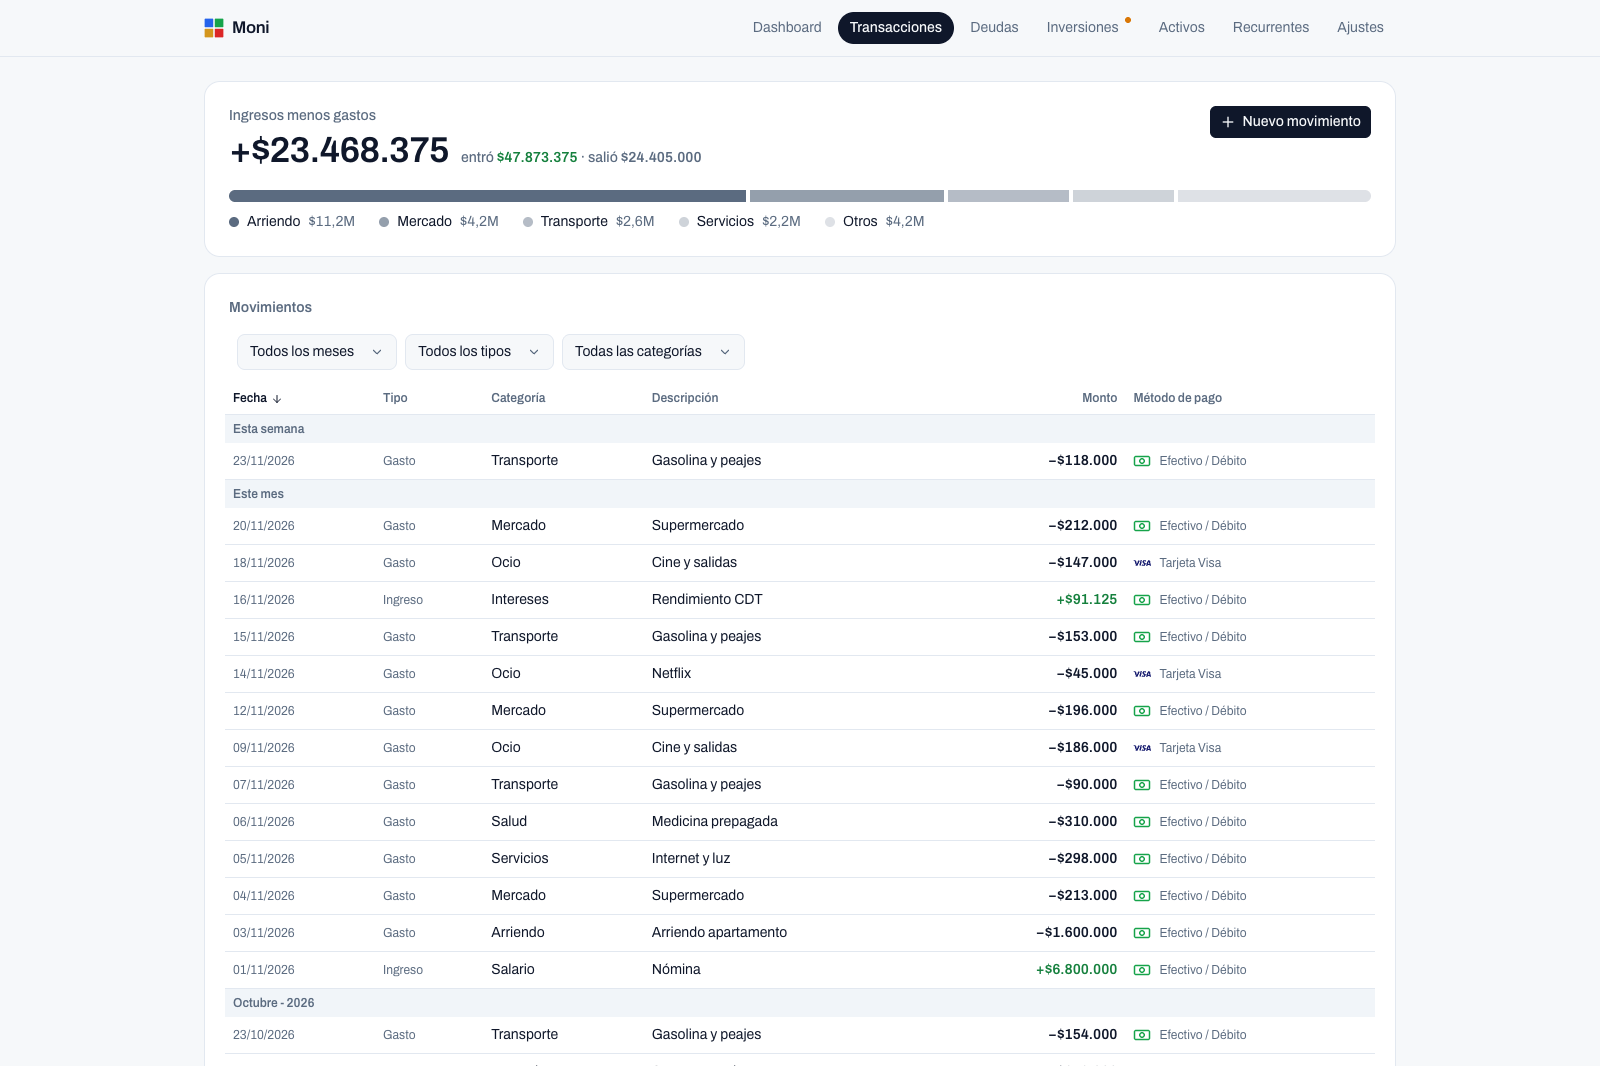 Moni Dashboard Transacciones Deudas Inversiones Activos Recurrentes Ajustes
Ingresos menos gastos
+ Nuevo movimiento
+$23.468.375 entró $47.873.375 · salió $24.405.000
Arriendo $11,2M Mercado $4,2M Transporte $2,6M Servicios $2,2M Otros $4,2M
Movimientos
Todos los meses Todos los tipos Todas las categorías
Fecha ↓ Tipo Categoría Descripción Monto Método de pago
Esta semana
23/11/2026 Gasto Transporte Gasolina y peajes −$118.000 Efectivo / Débito
Este mes
20/11/2026 Gasto Mercado Supermercado −$212.000 Efectivo / Débito
18/11/2026 Gasto Ocio Cine y salidas −$147.000 VISA Tarjeta Visa
16/11/2026 Ingreso Intereses Rendimiento CDT +$91.125 Efectivo / Débito
15/11/2026 Gasto Transporte Gasolina y peajes −$153.000 Efectivo / Débito
14/11/2026 Gasto Ocio Netflix −$45.000 VISA Tarjeta Visa
12/11/2026 Gasto Mercado Supermercado −$196.000 Efectivo / Débito
09/11/2026 Gasto Ocio Cine y salidas −$186.000 VISA Tarjeta Visa
07/11/2026 Gasto Transporte Gasolina y peajes −$90.000 Efectivo / Débito
06/11/2026 Gasto Salud Medicina prepagada −$310.000 Efectivo / Débito
05/11/2026 Gasto Servicios Internet y luz −$298.000 Efectivo / Débito
04/11/2026 Gasto Mercado Supermercado −$213.000 Efectivo / Débito
03/11/2026 Gasto Arriendo Arriendo apartamento −$1.600.000 Efectivo / Débito
01/11/2026 Ingreso Salario Nómina +$6.800.000 Efectivo / Débito
Octubre - 2026
23/10/2026 Gasto Transporte Gasolina y peajes −$154.000 Efectivo / Débito